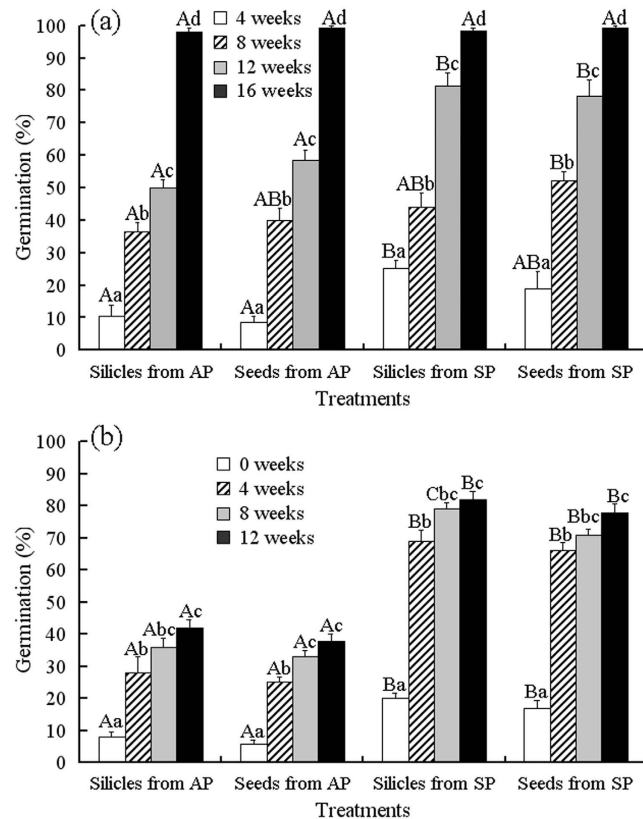 (a)
4 weeks
8 weeks
12 weeks
16 weeks
Germination (%)
100
90
80
70
60
50
40
30
20
10
0
Aa Ab Ac Ad
Aa ABb Ac Ad
Ba ABb Bc Ad
ABa Bb Bc Ad
Silicles from AP Seeds from AP Silicles from SP Seeds from SP
Treatments
(b)
0 weeks
4 weeks
8 weeks
12 weeks
Germination (%)
100
90
80
70
60
50
40
30
20
10
0
Aa Ab Abc Ac
Aa Ab Ac Ac
Ba Bb Cbc Bc
Ba Bb Bbc Bc
Silicles from AP Seeds from AP Silicles from SP Seeds from SP
Treatments